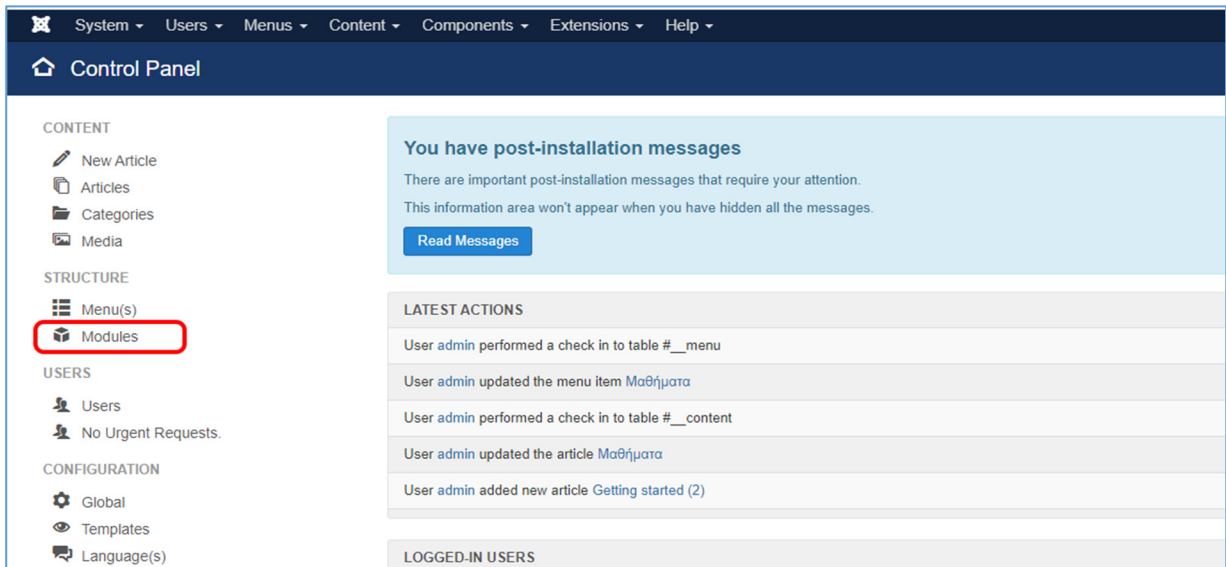 System Users Menus Content Components Extensions Help
Control Panel
CONTENT
New Article
Articles
Categories
Media
STRUCTURE
Menu(s)
Modules
USERS
Users
No Urgent Requests.
CONFIGURATION
Global
Templates
Language(s)
You have post-installation messages
There are important post-installation messages that require your attention.
This information area won't appear when you have hidden all the messages.
Read Messages
LATEST ACTIONS
User admin performed a check in to table #__menu
User admin updated the menu item Μαθήματα
User admin performed a check in to table #__content
User admin updated the article Μαθήματα
User admin added new article Getting started (2)
LOGGED-IN USERS